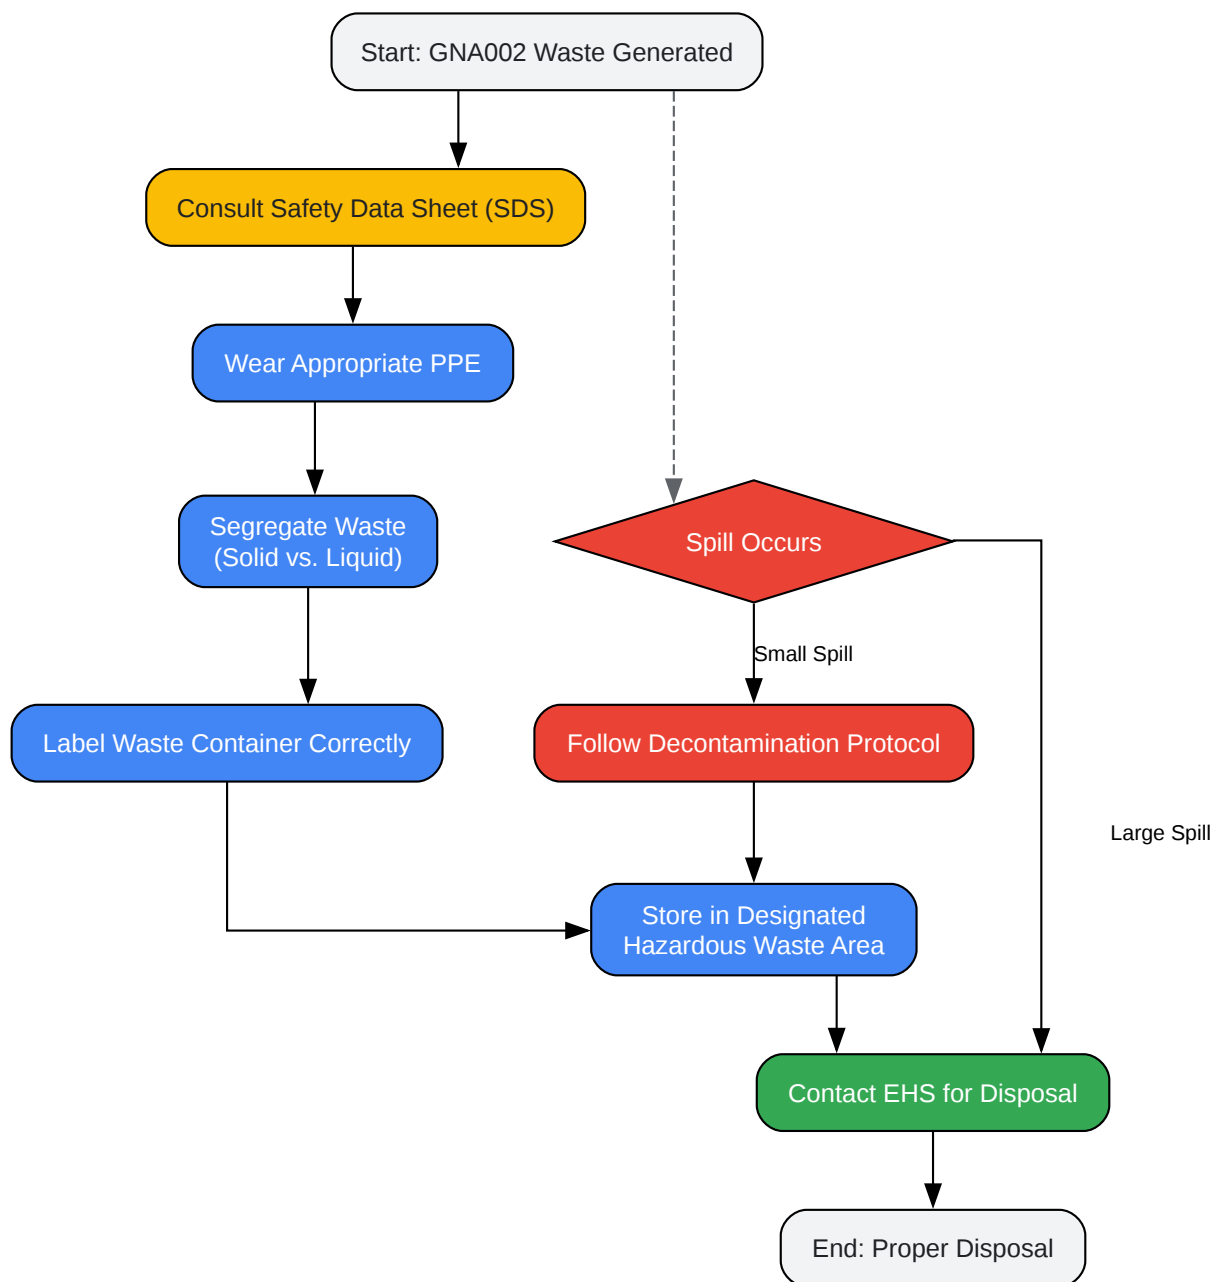 Start: GNA002 Waste Generated
Consult Safety Data Sheet (SDS)
Wear Appropriate PPE
Segregate Waste
(Solid vs. Liquid)
Spill Occurs
Small Spill
Label Waste Container Correctly
Follow Decontamination Protocol
Large Spill
Store in Designated
Hazardous Waste Area
Contact EHS for Disposal
End: Proper Disposal